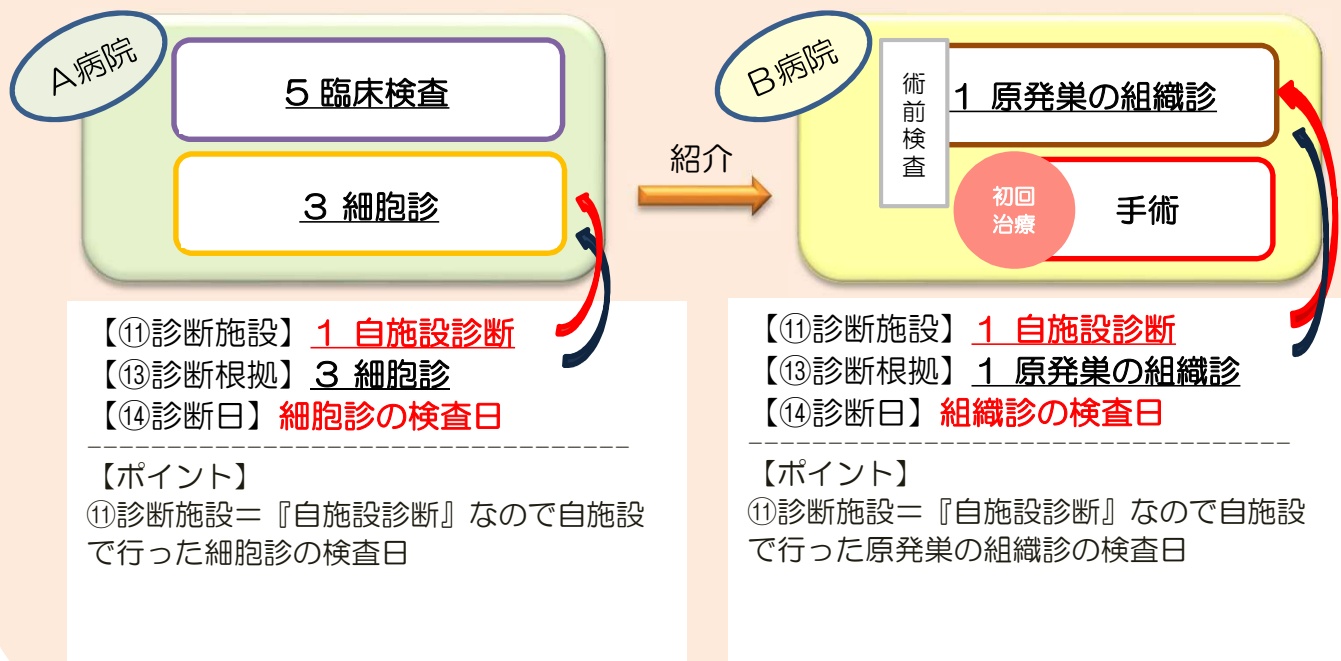 A病院
5 臨床検査
3 細胞診
【⑪診断施設】1 自施設診断
【⑬診断根拠】3 細胞診
【⑭診断日】細胞診の検査日
【ポイント】
⑪診断施設＝『自施設診断』なので自施設
で行った細胞診の検査日
紹介
B病院
術前検査
1 原発巣の組織診
初回
治療
手術
【⑪診断施設】1 自施設診断
【⑬診断根拠】1 原発巣の組織診
【⑭診断日】組織診の検査日
【ポイント】
⑪診断施設＝『自施設診断』なので自施設
で行った原発巣の組織診の検査日